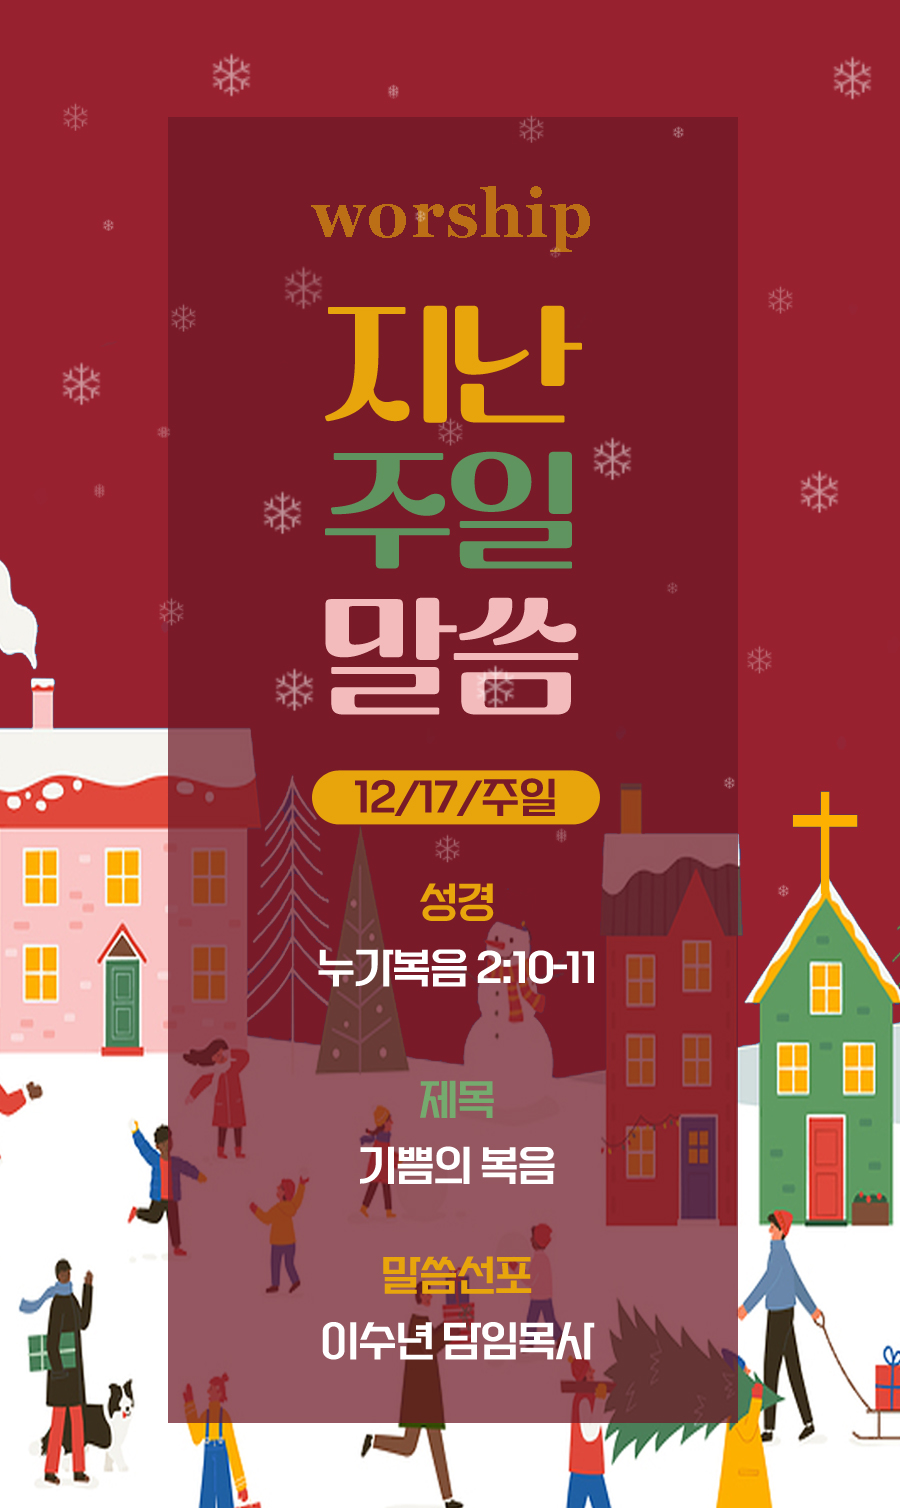 worship
지난
주일
말씀
12/17/주일
성경
누가복음 2:10-11
제목
기쁨의 복음
말씀선포
이수년 담임목사